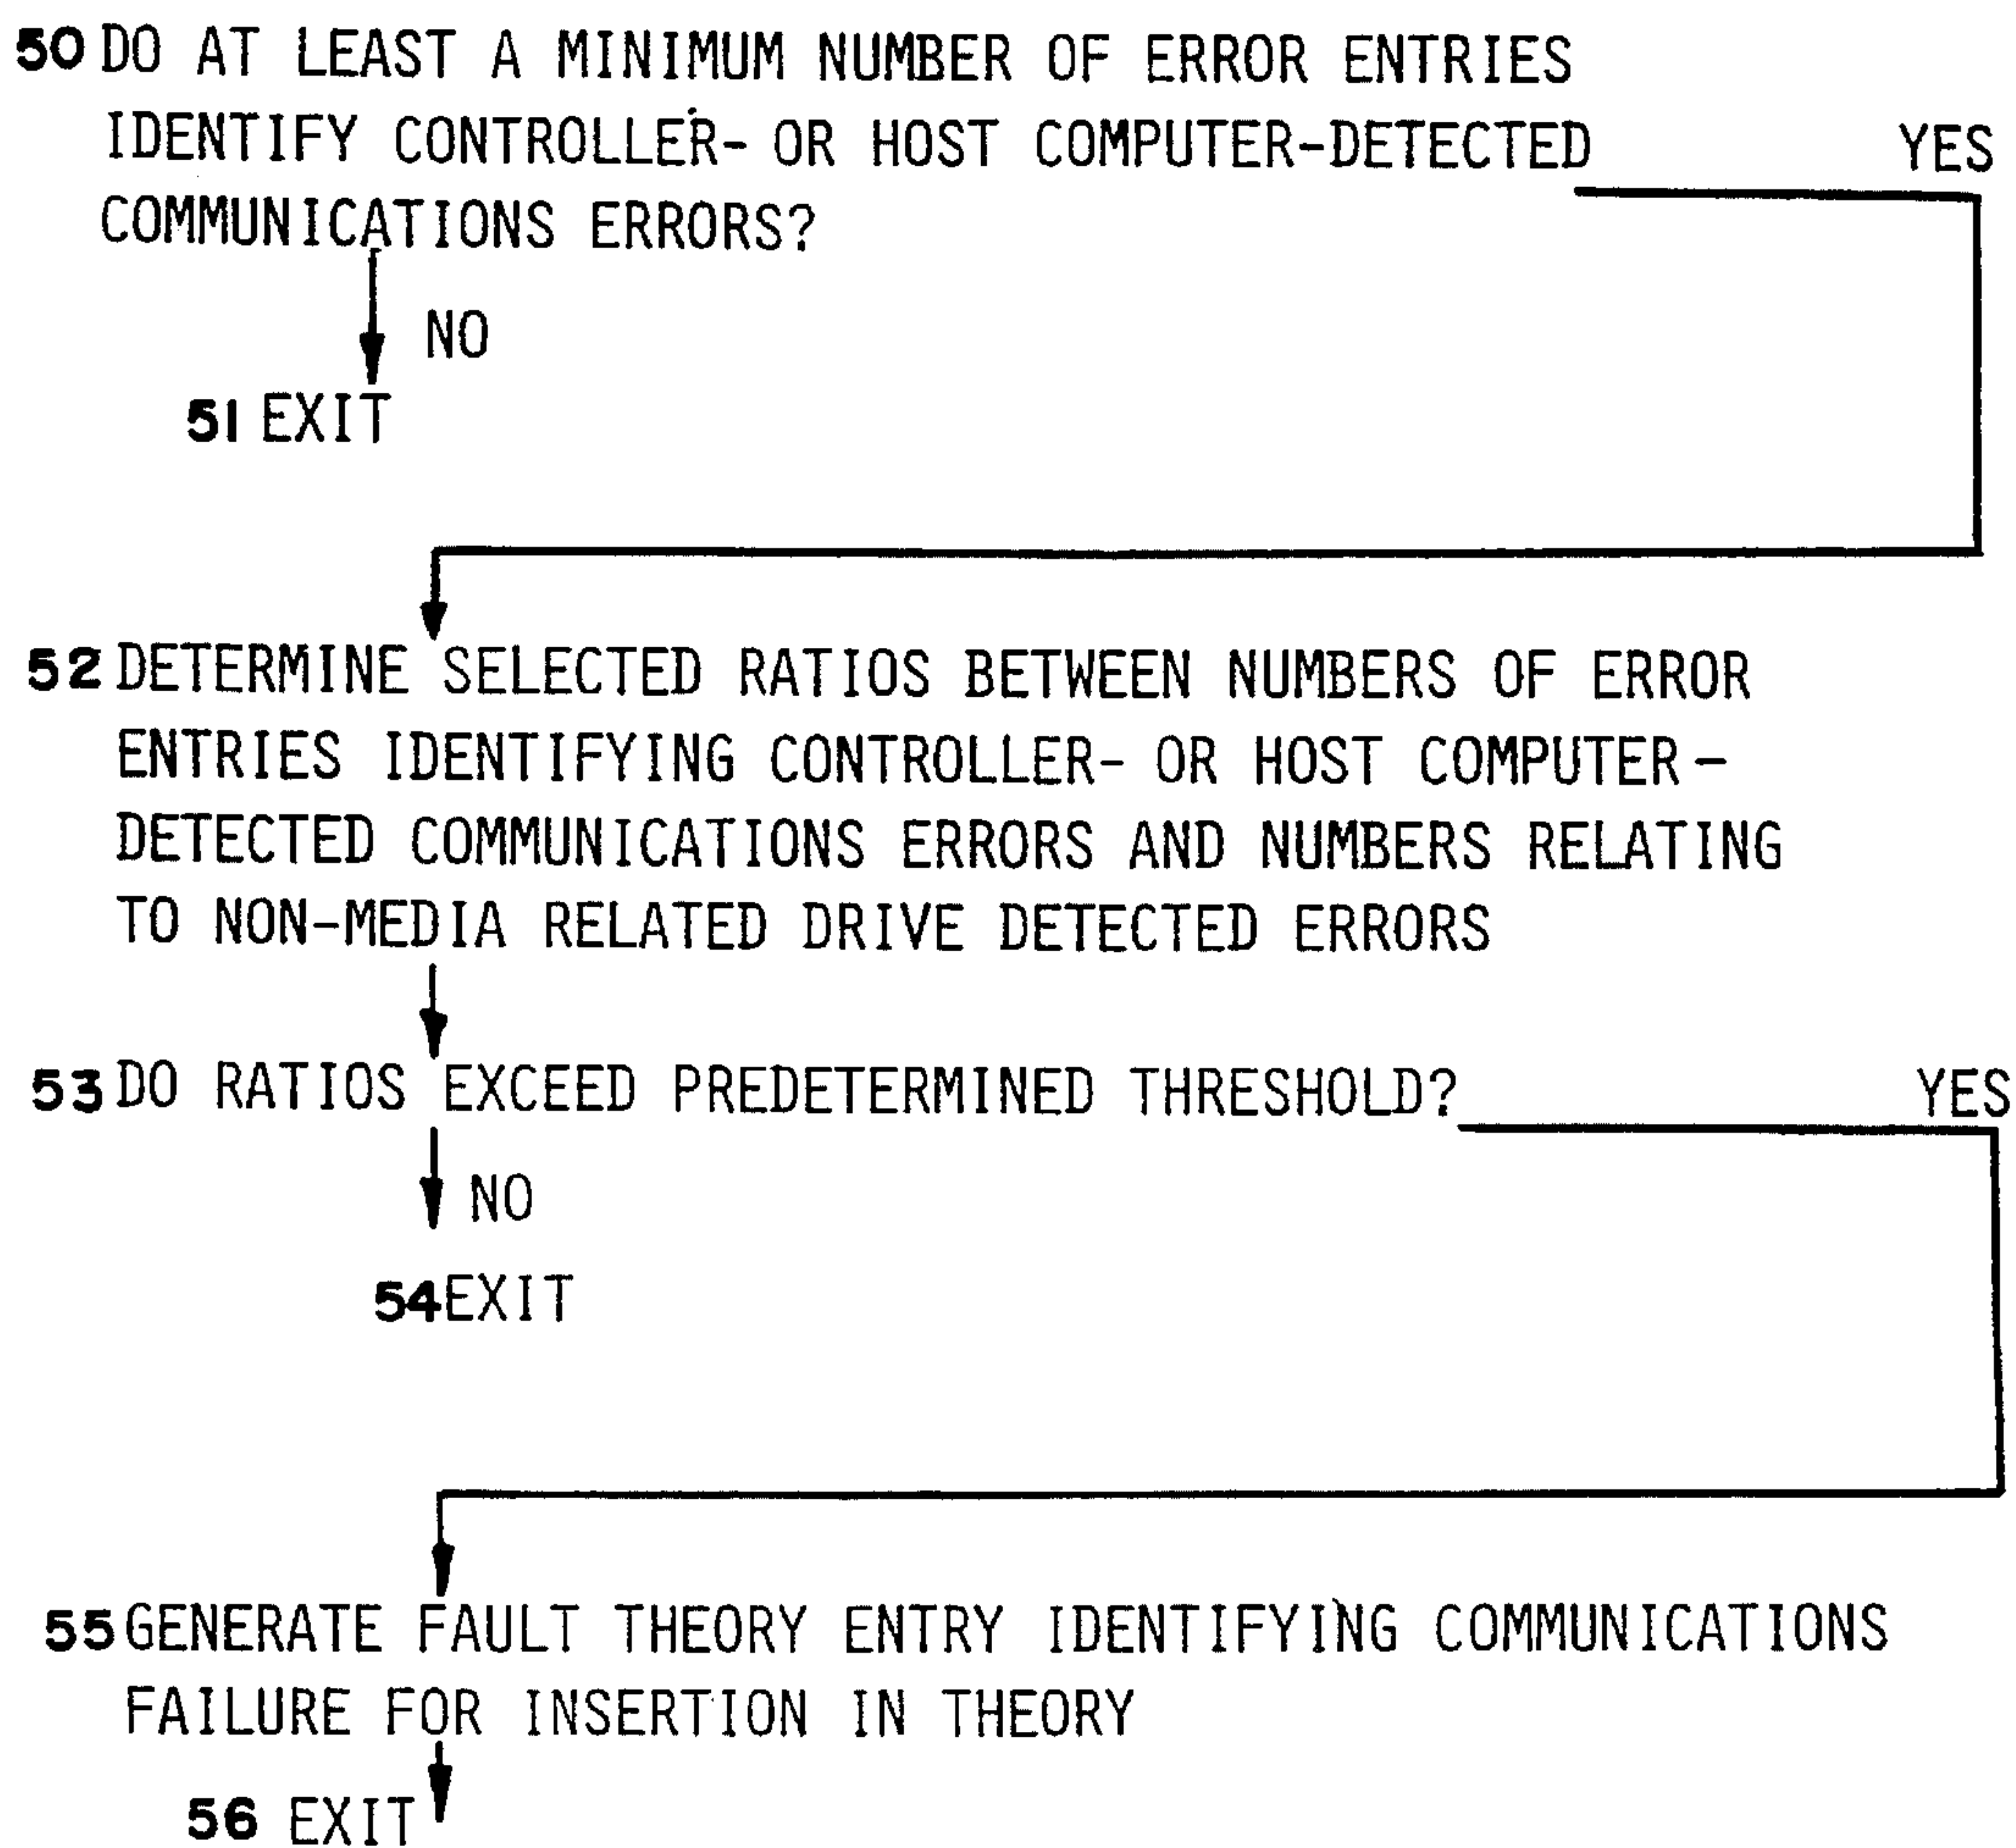 50 DO AT LEAST A MINIMUM NUMBER OF ERROR ENTRIES
IDENTIFY CONTROLLER- OR HOST COMPUTER-DETECTED
YES
COMMUNICATIONS ERRORS?
NO
51 EXIT
52 DETERMINE SELECTED RATIOS BETWEEN NUMBERS OF ERROR
ENTRIES IDENTIFYING CONTROLLER- OR HOST COMPUTER-
DETECTED COMMUNICATIONS ERRORS AND NUMBERS RELATING
TO NON-MEDIA RELATED DRIVE DETECTED ERRORS
53 DO RATIOS EXCEED PREDETERMINED THRESHOLD?
YES
NO
54 EXIT
55 GENERATE FAULT THEORY ENTRY IDENTIFYING COMMUNICATIONS
FAILURE FOR INSERTION IN THEORY
56 EXIT